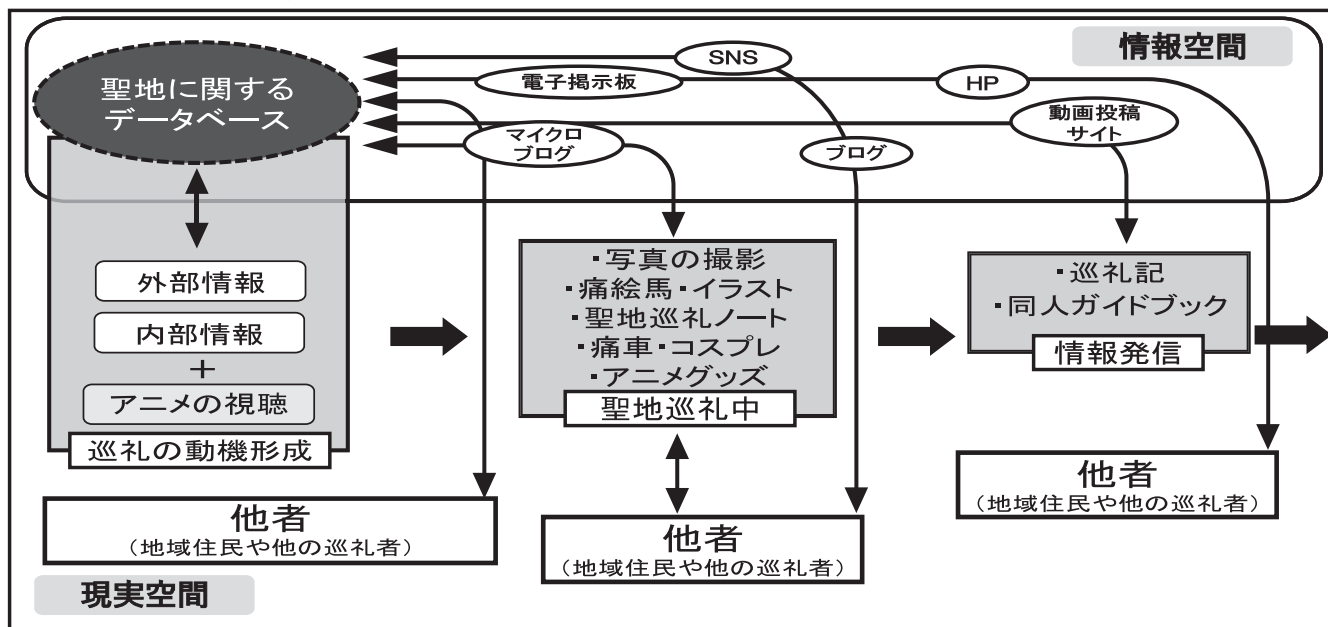 情報空間
聖地に関する
データベース
SNS
電子掲示板
HP
動画投稿
サイト
マイクロ
ブログ
ブログ
外部情報
内部情報
+
アニメの視聴
巡礼の動機形成
・写真の撮影
・痛絵馬・イラスト
・聖地巡礼ノート
・痛車・コスプレ
・アニメグッズ
聖地巡礼中
・巡礼記
・同人ガイドブック
情報発信
他者
（地域住民や他の巡礼者）
他者
（地域住民や他の巡礼者）
他者
（地域住民や他の巡礼者）
現実空間